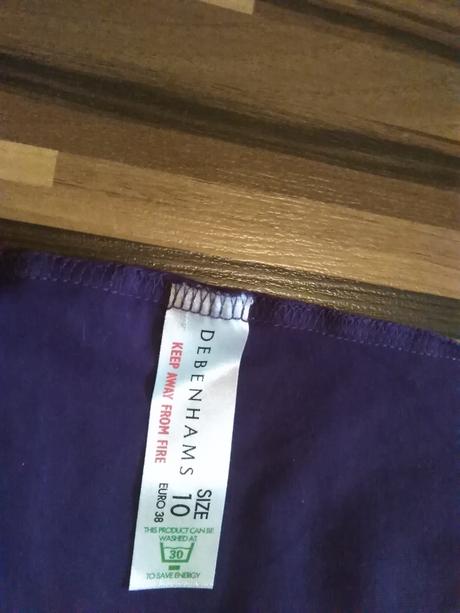 DEBENHAMS
KEEP AWAY FROM FIRE
SIZE
10
EURO 38
THIS PRODUCT CAN BE
WASHED AT
30
TO SAVE ENERGY